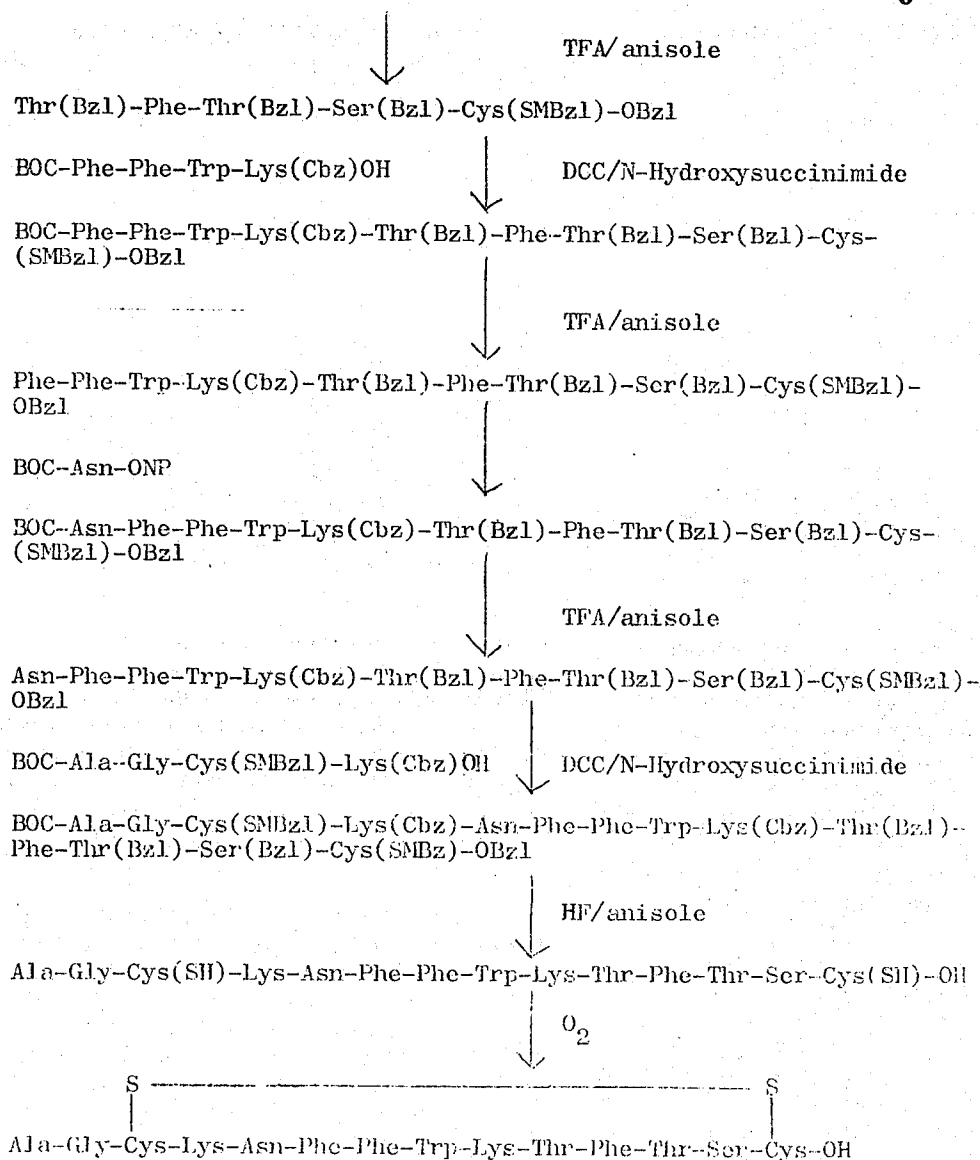 TFA/anisole
Thr(Bzl)-Phe-Thr(Bzl)-Ser(Bzl)-Cys(SMBzl)-OBzl
BOC-Phe-Phe-Trp-Lys(Cbz)OH DCC/N-Hydroxysuccinimide
BOC-Phe-Phe-Trp-Lys(Cbz)-Thr(Bzl)-Phe-Thr(Bzl)-Ser(Bzl)-Cys-
(SMBzl)-OBzl
TFA/anisole
Phe-Phe-Trp-Lys(Cbz)-Thr(Bzl)-Phe-Thr(Bzl)-Ser(Bzl)-Cys(SMBzl)-
OBzl
BOC-Asn-ONP
BOC-Asn-Phe-Phe-Trp-Lys(Cbz)-Thr(Bzl)-Phe-Thr(Bzl)-Ser(Bzl)-Cys-
(SMBzl)-OBzl
TFA/anisole
Asn-Phe-Phe-Trp-Lys(Cbz)-Thr(Bzl)-Phe-Thr(Bzl)-Ser(Bzl)-Cys(SMBzl)-
OBzl
BOC-Ala-Gly-Cys(SMBzl)-Lys(Cbz)OH DCC/N-Hydroxysuccinimide
BOC-Ala-Gly-Cys(SMBzl)-Lys(Cbz)-Asn-Phe-Phe-Trp-Lys(Cbz)-Thr(Bzl)-
Phe-Thr(Bzl)-Ser(Bzl)-Cys(SMBz)-OBzl
HF/anisole
Ala-Gly-Cys(SH)-Lys-Asn-Phe-Phe-Trp-Lys-Thr-Phe-Thr-Ser-Cys(SH)-OH
O2
S S
Ala-Gly-Cys-Lys-Asn-Phe-Phe-Trp-Lys-Thr-Phe-Thr-Ser-Cys-OH